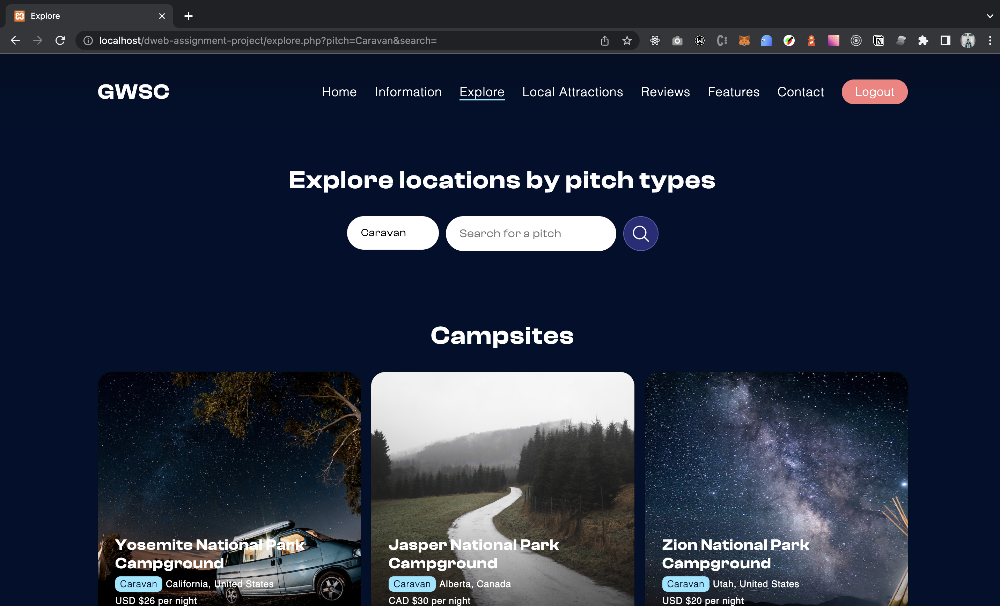 Explore
localhost/dweb-assignment-project/explore.php?pitch=Caravan&search=
GWSC
Home Information Explore Local Attractions Reviews Features Contact Logout
Explore locations by pitch types
Caravan Search for a pitch
Campsites
Yosemite National Park
Campground
Caravan California, United States
USD $26 per night
Jasper National Park
Campground
Caravan Alberta, Canada
CAD $30 per night
Zion National Park
Campground
Caravan Utah, United States
USD $20 per night